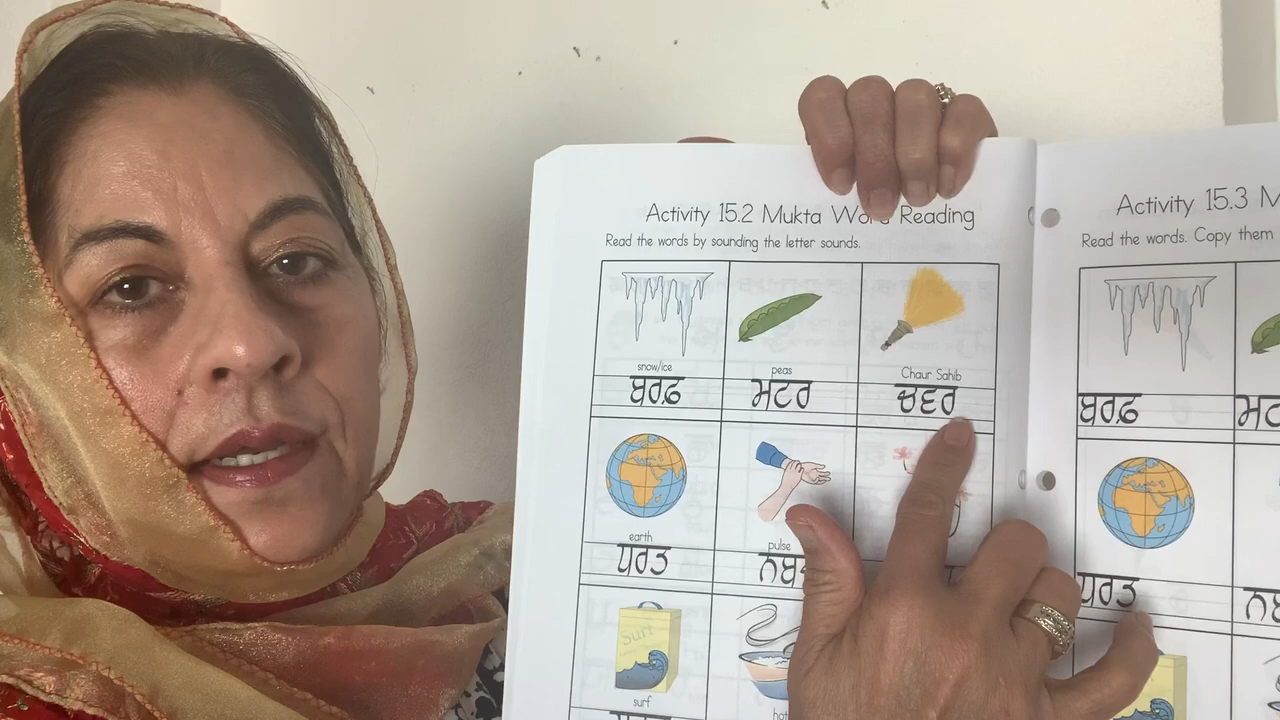 Activity 15.2 Mukta Word Reading
Read the words by sounding the letter sounds.
snow/ice
peas
Chaur Sahib
ਬਰਫ਼
ਮਟਰ
ਚਵਰ
earth
pulse
ਧਰਤ
surf
Activity 15.3
Read the words. Copy them
ਬਰਫ਼
ਧਰਤ